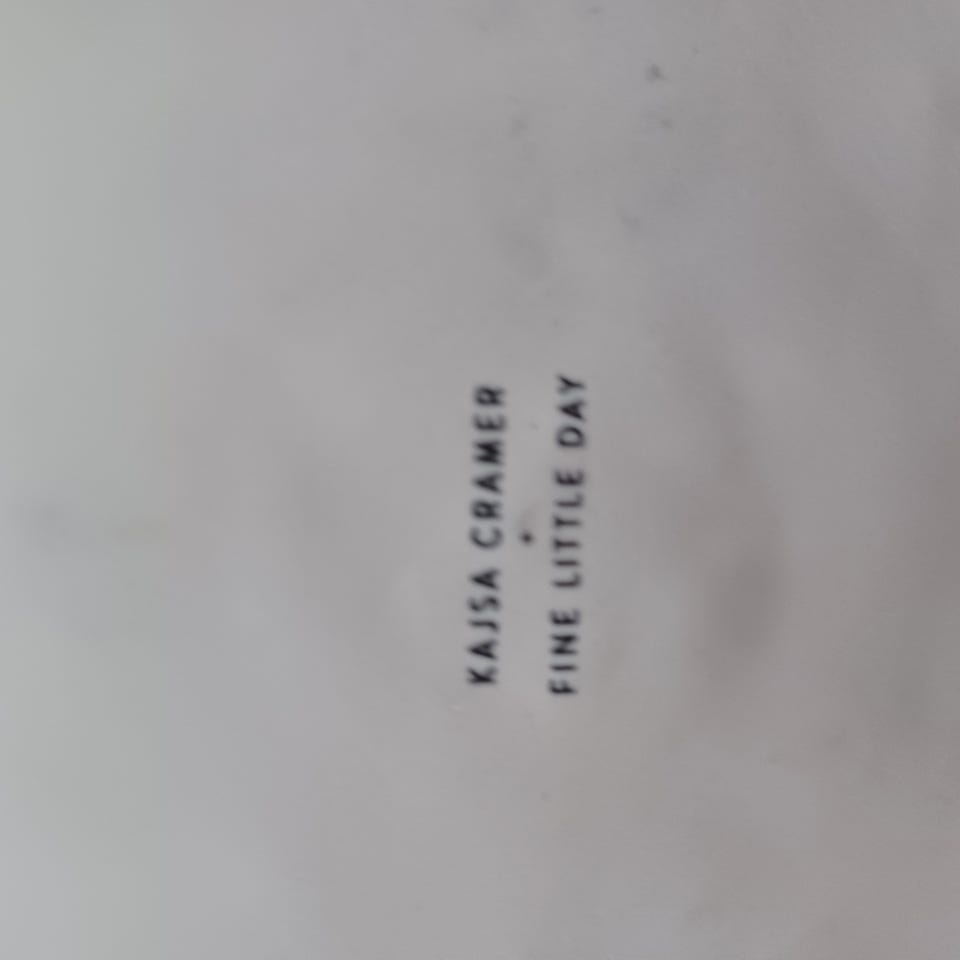 KAJSA CRAMER
•
FINE LITTLE DAY